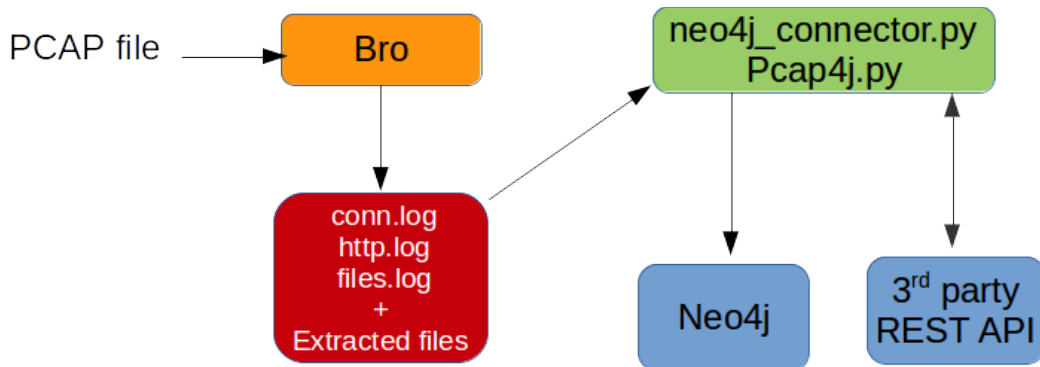 PCAP file
Bro
neo4j_connector.py
Pcap4j.py
conn.log
http.log
files.log
+
Extracted files
Neo4j
3rd party
REST API